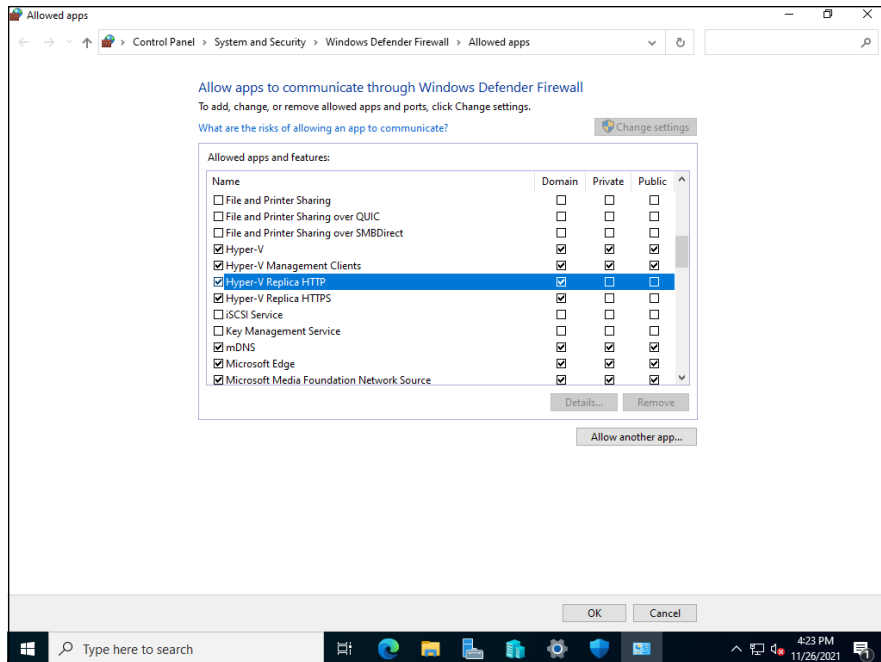 Allowed apps
Control Panel > System and Security > Windows Defender Firewall > Allowed apps
Allow apps to communicate through Windows Defender Firewall
To add, change, or remove allowed apps and ports, click Change settings.
What are the risks of allowing an app to communicate?
Change settings
Allowed apps and features:
Name Domain Private Public
File and Printer Sharing
File and Printer Sharing over QUIC
File and Printer Sharing over SMBDirect
Hyper-V
Hyper-V Management Clients
Hyper-V Replica HTTP
Hyper-V Replica HTTPS
iSCSI Service
Key Management Service
mDNS
Microsoft Edge
Microsoft Media Foundation Network Source
Details... Remove
Allow another app...
OK Cancel
Type here to search
4:23 PM
11/26/2021
1